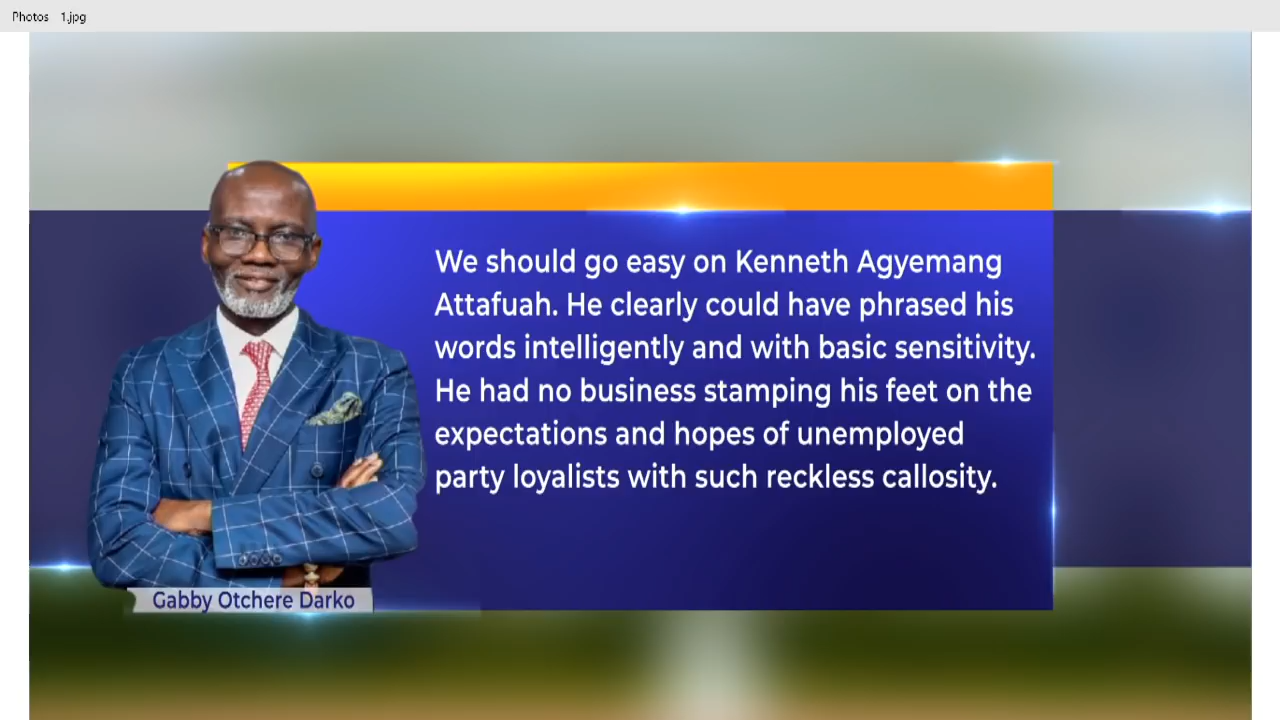 Photos 1.jpg
We should go easy on Kenneth Agyemang
Attafuah. He clearly could have phrased his
words intelligently and with basic sensitivity.
He had no business stamping his feet on the
expectations and hopes of unemployed
party loyalists with such reckless callosity.
Gabby Otchere Darko